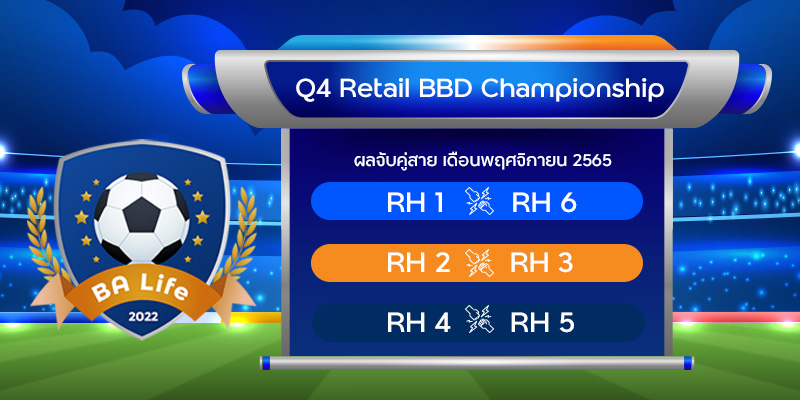 Q4 Retail BBD Championship
ผลจับคู่สาย เดือนพฤศจิกายน 2565
RH 1 RH 6
RH 2 RH 3
RH 4 RH 5
BA Life
2022